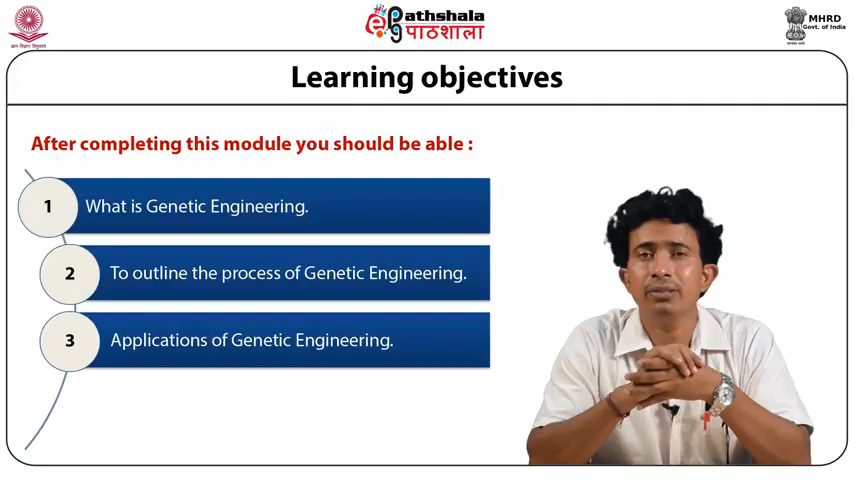 Pathshala
पाठशाला
MHRD
Govt. of India
Learning objectives
After completing this module you should be able :
1
What is Genetic Engineering.
2
To outline the process of Genetic Engineering.
3
Applications of Genetic Engineering.